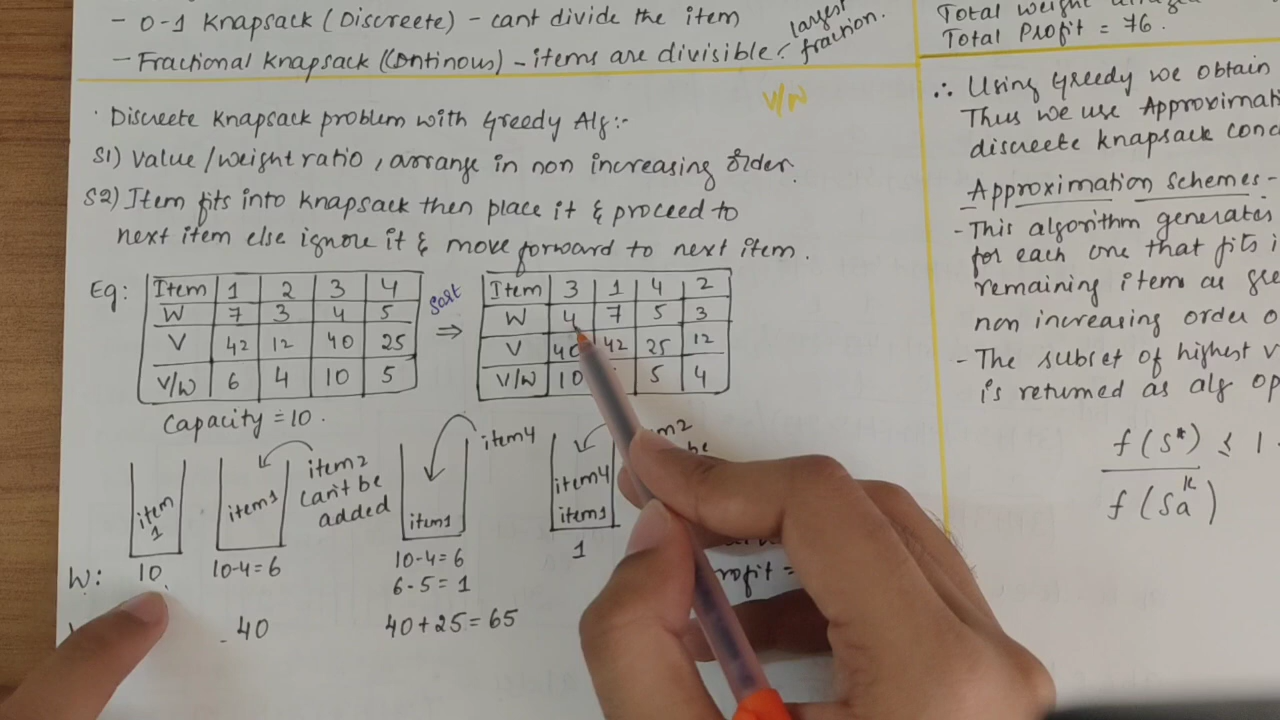 - 0-1 Knapsack (Discreete) - cant divide the item
- Fractional Knapsack (Continous) - items are divisible.
largest
fraction.
V/W
· Discreete Knapsack problem with Greedy Alg:-
S1) Value/weight ratio, arrange in non increasing order.
S2) Item fits into knapsack then place it & proceed to
next item else ignore it & move forward to next item.
Eg:
Item 1 2 3 4
W 7 3 4 5
V 42 12 40 25
V/W 6 4 10 5
Sort
⇒
Item 3 1 4 2
W 4 7 5 3
V 40 42 25 12
V/W 10 5 4
Capacity = 10.
item 1
item1
item2
can't be
added
item4
item1
item4
item1
W: 10
10-4=6
10-4=6
6-5=1
1
40
40+25=65
Total weight
Total Profit = 76.
∴ Using Greedy we obtain
Thus we use Approximati
discreete knapsack
Approximation schemes-
- This algorithm generates
for each one that fits i
remaining items as
non increasing order o
- The subset of highest v
is returned as alg op
f(S*) ≤ 1
f(Sa^k)